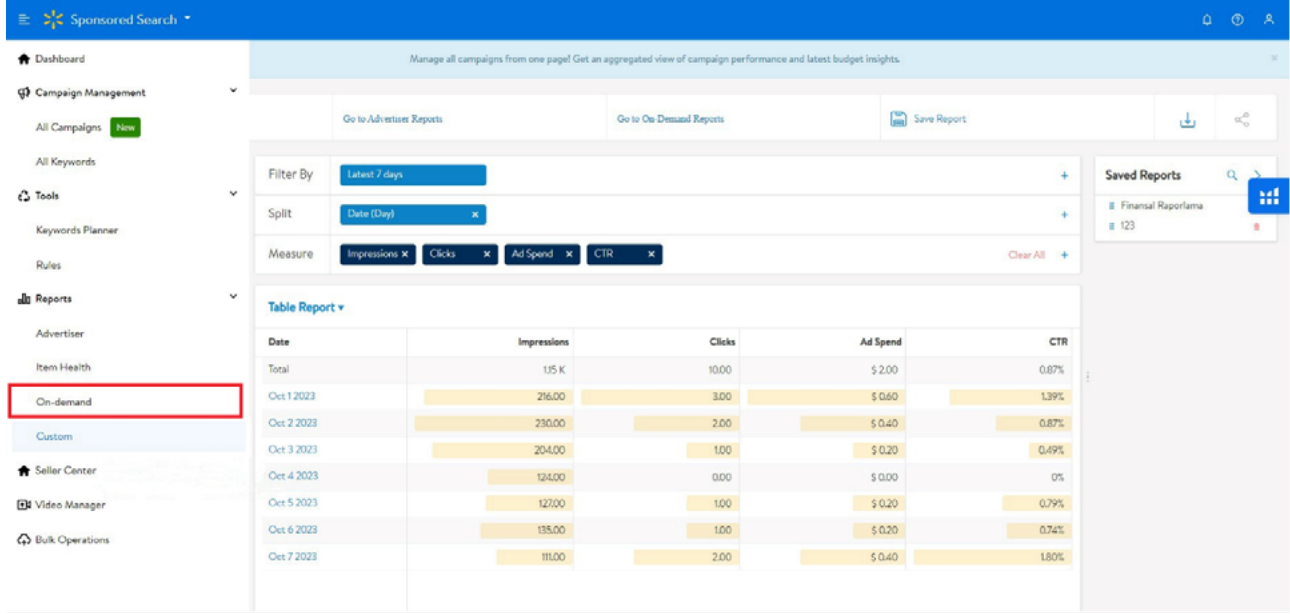 Sponsored Search
Dashboard
Campaign Management
All Campaigns New
All Keywords
Tools
Keywords Planner
Rules
Reports
Advertiser
Item Health
On-demand
Custom
Seller Center
Video Manager
Bulk Operations
Manage all campaigns from one page! Get an aggregated view of campaign performance and latest budget insights.
Go to Advertiser Reports Go to On-Demand Reports Save Report
Filter By Latest 7 days
Split Date (Day)
Measure Impressions Clicks Ad Spend CTR Clear All
Saved Reports
Finansal Raporlama
123
Table Report
Date Impressions Clicks Ad Spend CTR
Total 1.15 K 10.00 $ 2.00 0.87%
Oct 1 2023 216.00 3.00 $ 0.60 1.39%
Oct 2 2023 230.00 2.00 $ 0.40 0.87%
Oct 3 2023 204.00 1.00 $ 0.20 0.49%
Oct 4 2023 124.00 0.00 $ 0.00 0%
Oct 5 2023 127.00 1.00 $ 0.20 0.79%
Oct 6 2023 135.00 1.00 $ 0.20 0.74%
Oct 7 2023 111.00 2.00 $ 0.40 1.80%